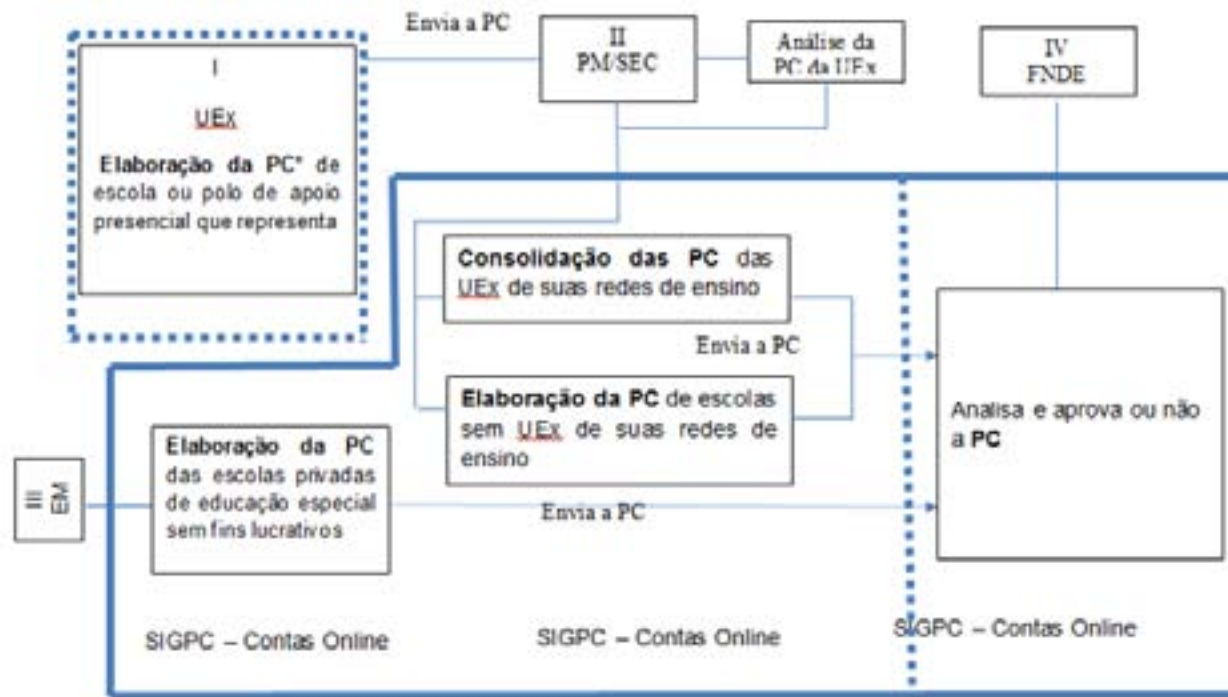 I
UEx
Elaboração da PC* de
escola ou polo de apoio
presencial que representa
Envia a PC
II
PM/SEC
Análise da
PC da UEx
IV
FNDE
Consolidação das PC das
UEx de suas redes de ensino
Envia a PC
Elaboração da PC de escolas
sem UEx de suas redes de
ensino
Analisa e aprova ou não
a PC
III
EM
Elaboração da PC
das escolas privadas
de educação especial
sem fins lucrativos
Envia a PC
SIGPC – Contas Online
SIGPC – Contas Online
SIGPC – Contas Online